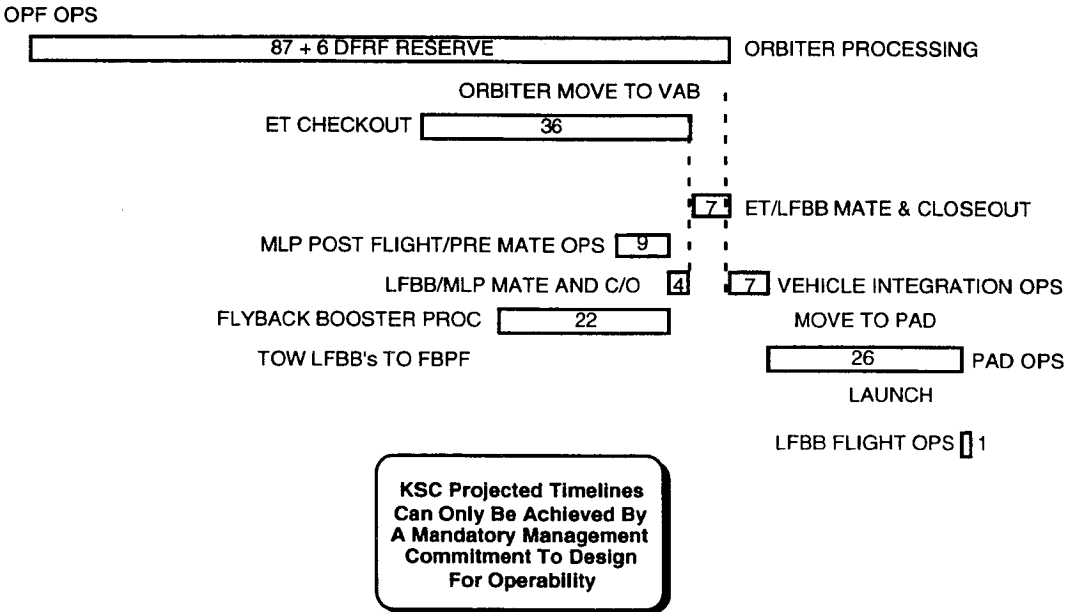 OPF OPS
87 + 6 DFRF RESERVE ORBITER PROCESSING
ORBITER MOVE TO VAB
ET CHECKOUT 36
7 ET/LFBB MATE & CLOSEOUT
MLP POST FLIGHT/PRE MATE OPS 9
LFBB/MLP MATE AND C/O 4 7 VEHICLE INTEGRATION OPS
FLYBACK BOOSTER PROC 22 MOVE TO PAD
TOW LFBB's TO FBPF 26 PAD OPS
LAUNCH
LFBB FLIGHT OPS 1
KSC Projected Timelines
Can Only Be Achieved By
A Mandatory Management
Commitment To Design
For Operability